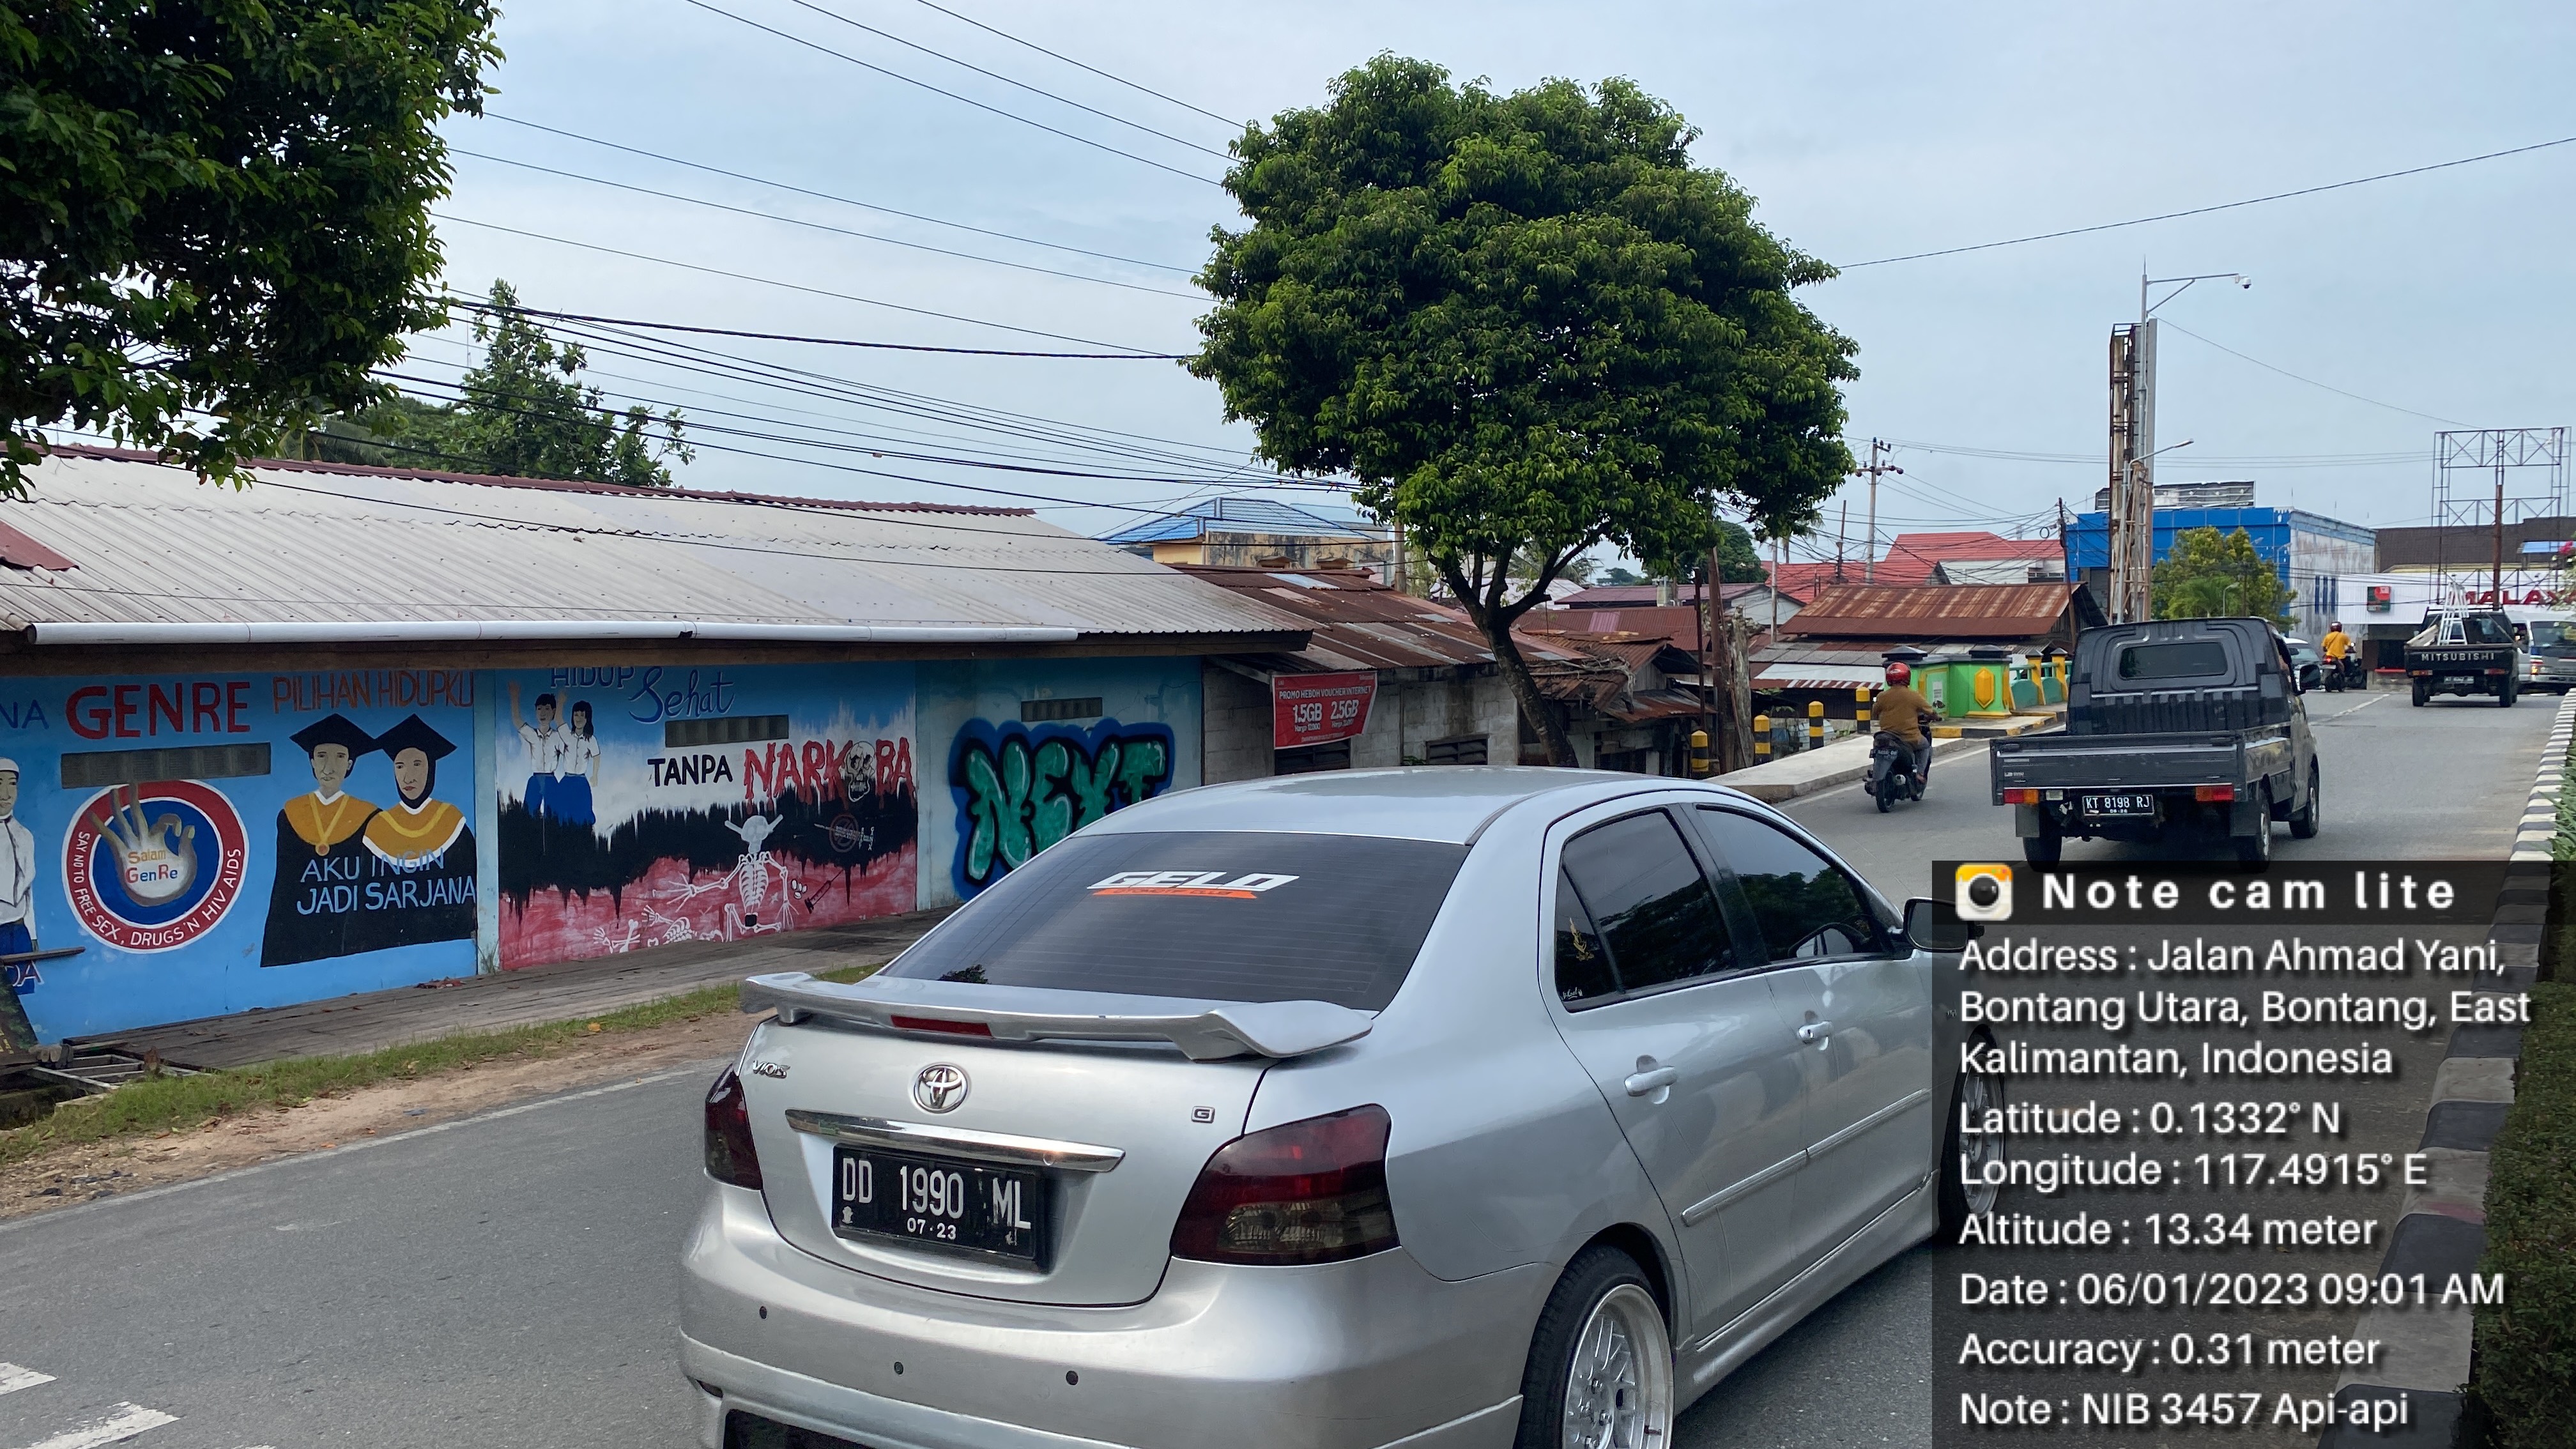 NA GENRE
PILIHAN HIDUPKU
Salam
GenRe
SAY NO TO FREE SEX, DRUGS'N HIV AIDS
AKU INGIN
JADI SARJANA
DA
HIDUP
Sehat
TANPA NARKOBA
NEXT
PROMO HEBOH VOUCHER INTERNET
1.5GB 2.5GB
MALAX
MITSUBISHI
KT 8198 RJ
GELO
VIOS
G
DD 1990 ML
07·23
Note cam lite
Address : Jalan Ahmad Yani,
Bontang Utara, Bontang, East
Kalimantan, Indonesia
Latitude : 0.1332° N
Longitude : 117.4915° E
Altitude : 13.34 meter
Date : 06/01/2023 09:01 AM
Accuracy : 0.31 meter
Note : NIB 3457 Api-api